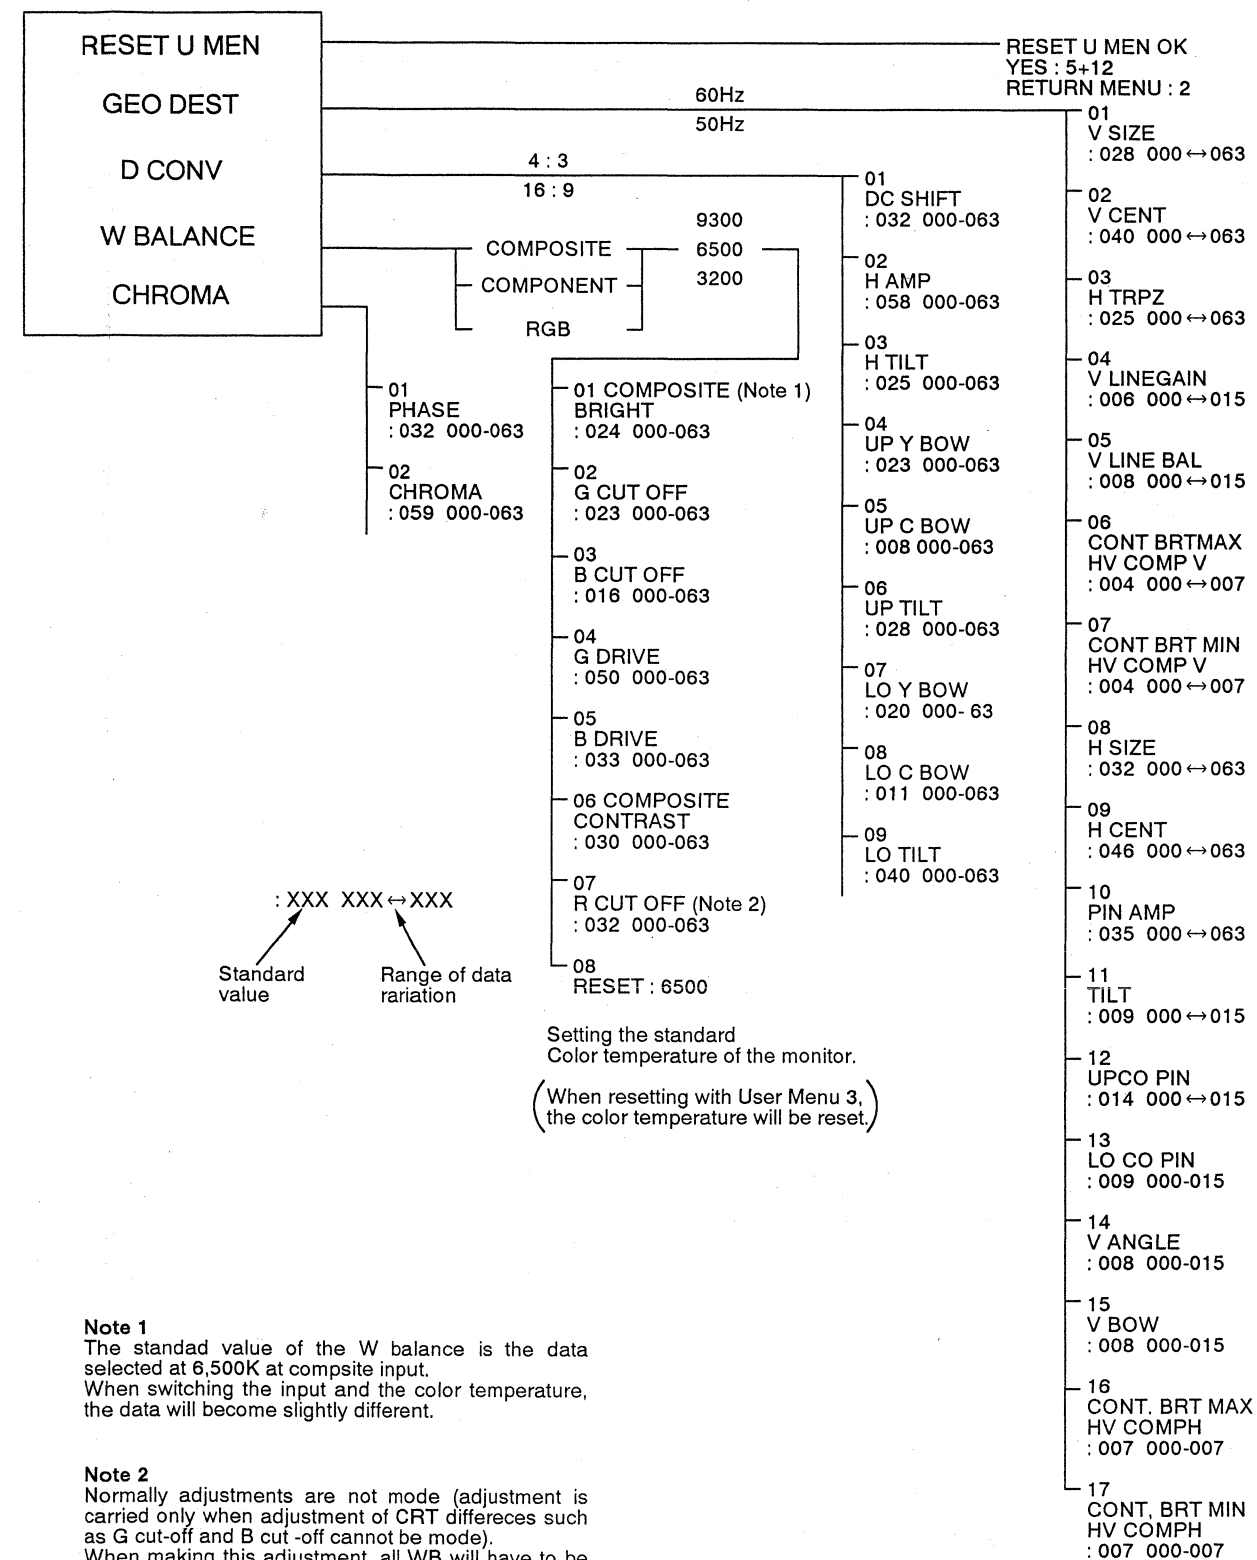 RESET U MEN
GEO DEST
D CONV
W BALANCE
CHROMA
RESET U MEN OK
YES : 5+12
RETURN MENU : 2
60Hz
50Hz
4 : 3
16 : 9
COMPOSITE
COMPONENT
RGB
9300
6500
3200
01
PHASE
: 032 000-063
02
CHROMA
: 059 000-063
01 COMPOSITE (Note 1)
BRIGHT
: 024 000-063
02
G CUT OFF
: 023 000-063
03
B CUT OFF
: 016 000-063
04
G DRIVE
: 050 000-063
05
B DRIVE
: 033 000-063
06 COMPOSITE
CONTRAST
: 030 000-063
07
R CUT OFF (Note 2)
: 032 000-063
08
RESET : 6500
Setting the standard
Color temperature of the monitor.
(When resetting with User Menu 3,
the color temperature will be reset.)
01
DC SHIFT
: 032 000-063
02
H AMP
: 058 000-063
03
H TILT
: 025 000-063
04
UP Y BOW
: 023 000-063
05
UP C BOW
: 008 000-063
06
UP TILT
: 028 000-063
07
LO Y BOW
: 020 000- 63
08
LO C BOW
: 011 000-063
09
LO TILT
: 040 000-063
01
V SIZE
: 028 000↔063
02
V CENT
: 040 000↔063
03
H TRPZ
: 025 000↔063
04
V LINEGAIN
: 006 000↔015
05
V LINE BAL
: 008 000↔015
06
CONT BRTMAX
HV COMP V
: 004 000↔007
07
CONT BRT MIN
HV COMP V
: 004 000↔007
08
H SIZE
: 032 000↔063
09
H CENT
: 046 000↔063
10
PIN AMP
: 035 000↔063
11
TILT
: 009 000↔015
12
UPCO PIN
: 014 000↔015
13
LO CO PIN
: 009 000-015
14
V ANGLE
: 008 000-015
15
V BOW
: 008 000-015
16
CONT. BRT MAX
HV COMPH
: 007 000-007
17
CONT, BRT MIN
HV COMPH
: 007 000-007
: XXX XXX↔XXX
Standard
value
Range of data
rariation
Note 1
The standad value of the W balance is the data
selected at 6,500K at compsite input.
When switching the input and the color temperature,
the data will become slightly different.
Note 2
Normally adjustments are not mode (adjustment is
carried only when adjustment of CRT differeces such
as G cut-off and B cut -off cannot be mode).
When making this adjustment, all WB will have to be